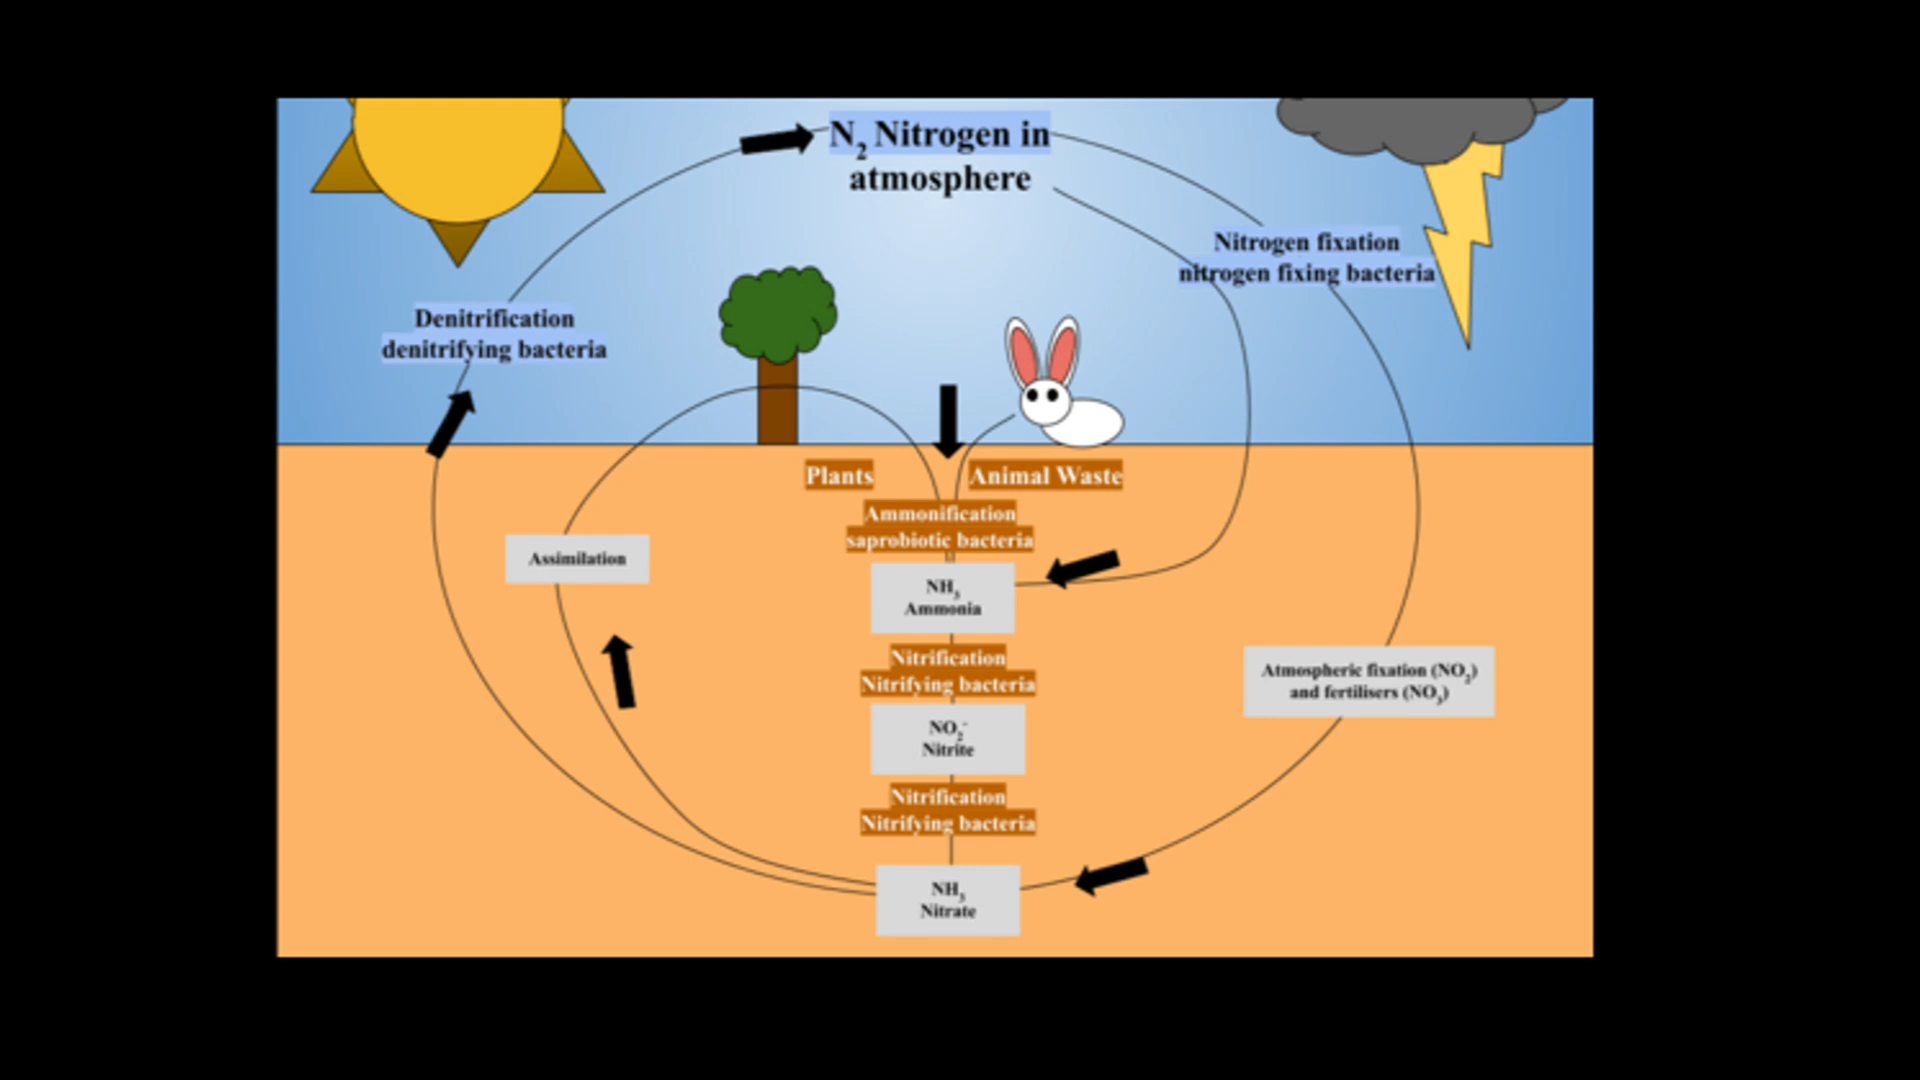 N₂ Nitrogen in
atmosphere
Nitrogen fixation
nitrogen fixing bacteria
Denitrification
denitrifying bacteria
Plants
Animal Waste
Ammonification
saprobiotic bacteria
Assimilation
NH₃
Ammonia
Nitrification
Nitrifying bacteria
Atmospheric fixation (NO₂)
and fertilisers (NO₃)
NO₂⁻
Nitrite
Nitrification
Nitrifying bacteria
NH₃
Nitrate